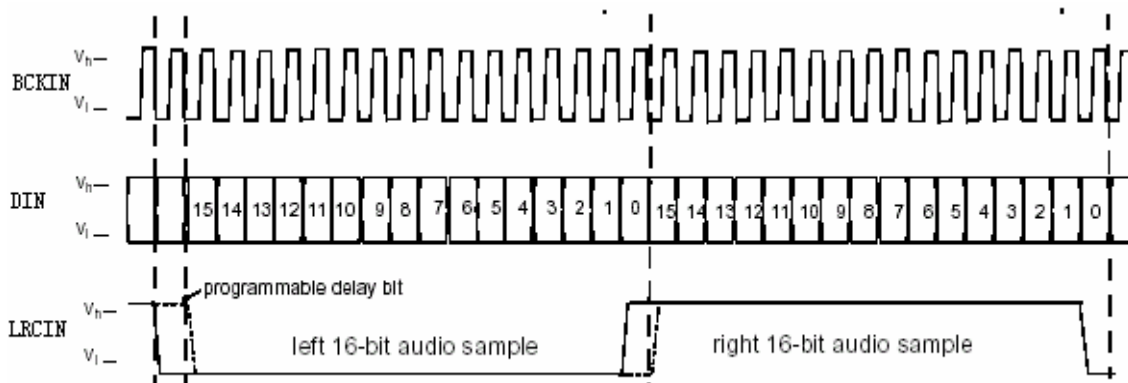 Vh
BCKIN
Vl
Vh
DIN 15 14 13 12 11 10 9 8 7 6 5 4 3 2 1 0 15 14 13 12 11 10 9 8 7 6 5 4 3 2 1 0
Vl
programmable delay bit
Vh
LRCIN
left 16-bit audio sample right 16-bit audio sample
Vl